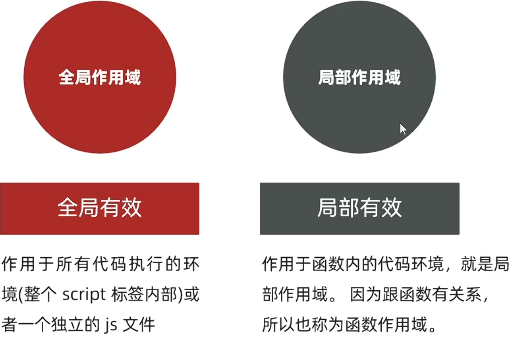 全局作用域
局部作用域
全局有效
局部有效
作用于所有代码执行的环
境(整个 script 标签内部)或
者一个独立的 js 文件
作用于函数内的代码环境，就是局
部作用域。 因为跟函数有关系，
所以也称为函数作用域。